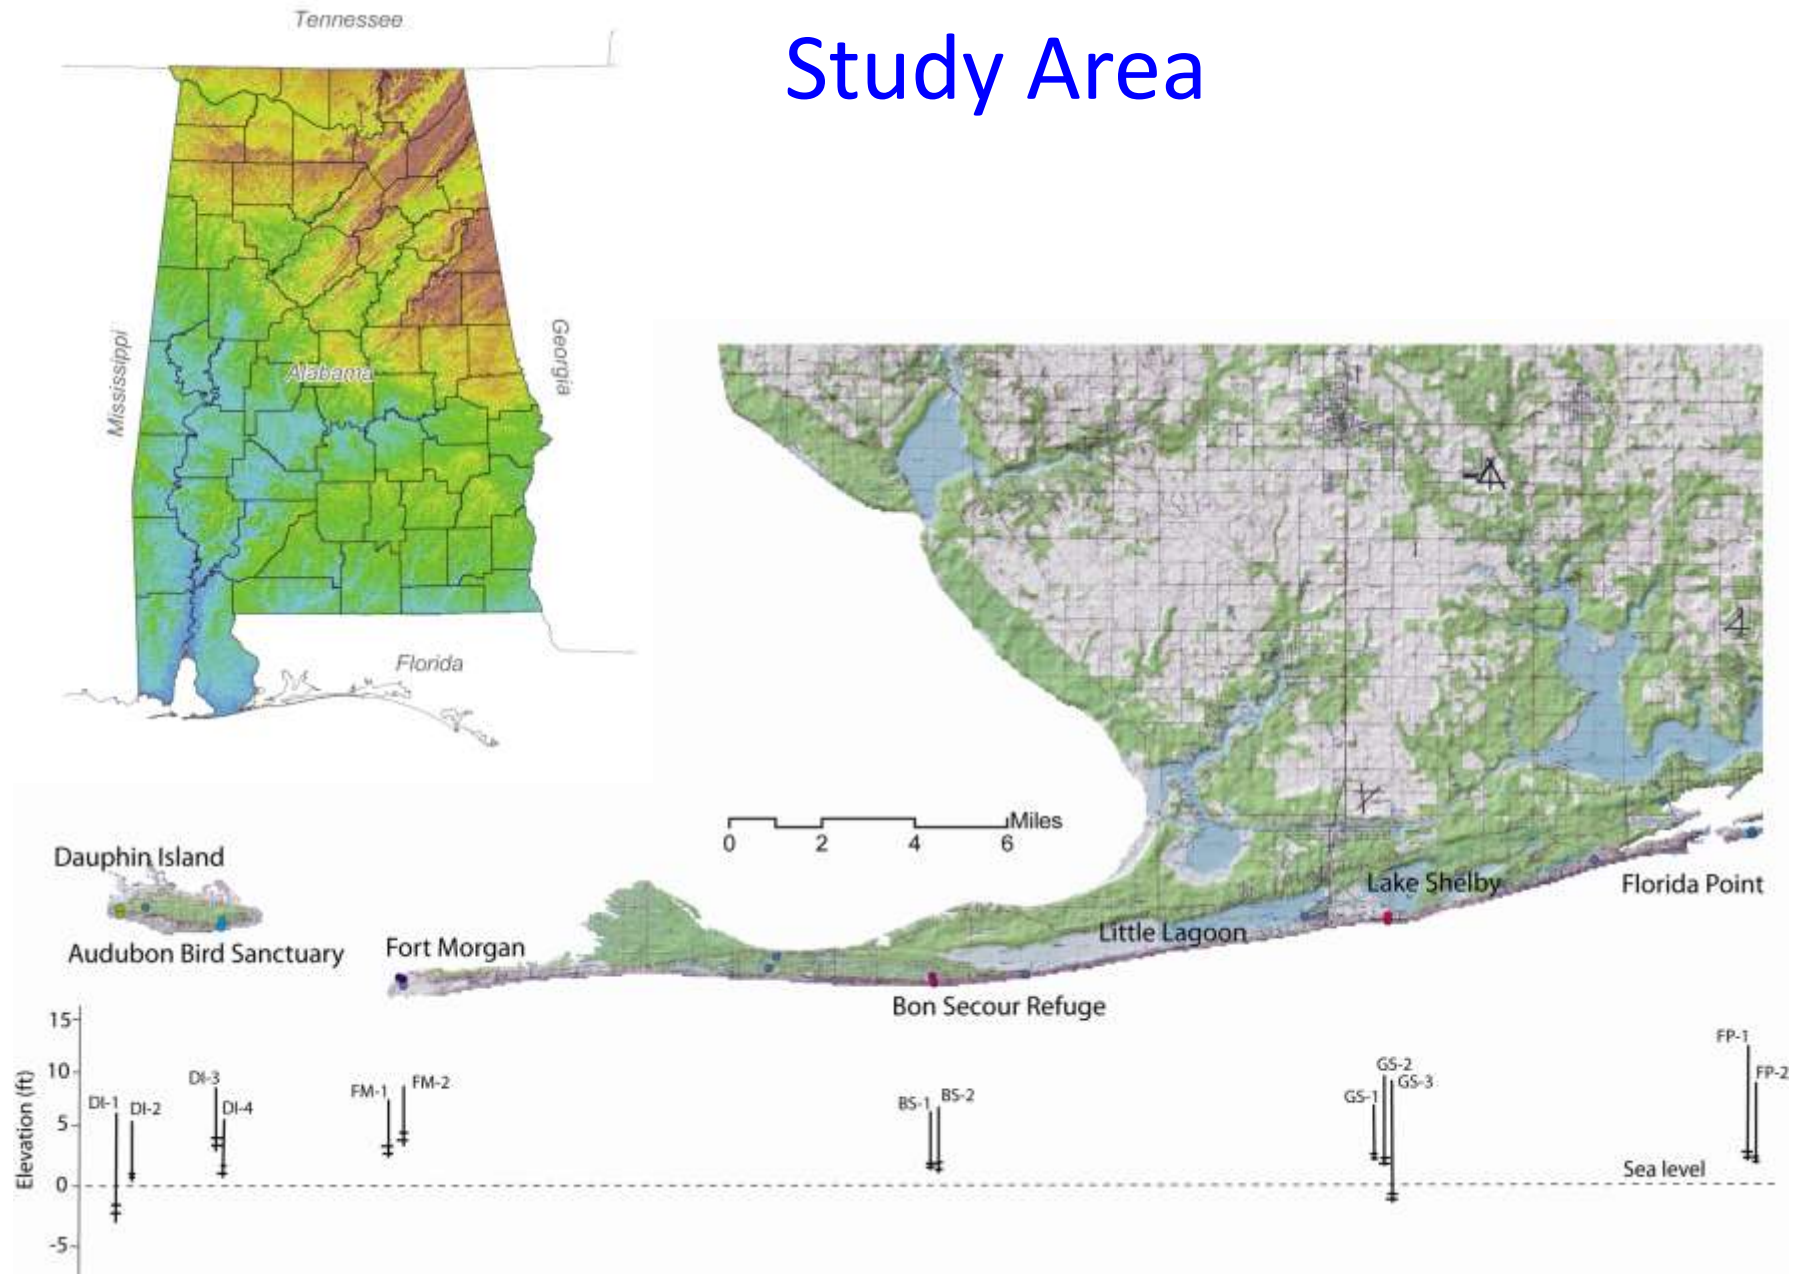 Study Area
Tennessee
Mississippi
Alabama
Georgia
Florida
Miles
0 2 4 6
Dauphin Island
Audubon Bird Sanctuary
Fort Morgan
Bon Secour Refuge
Little Lagoon
Lake Shelby
Florida Point
Elevation (ft)
15
10
5
0
-5
DI-1
DI-2
DI-3
DI-4
FM-1
FM-2
BS-1
BS-2
GS-1
GS-2
GS-3
FP-1
FP-2
Sea level